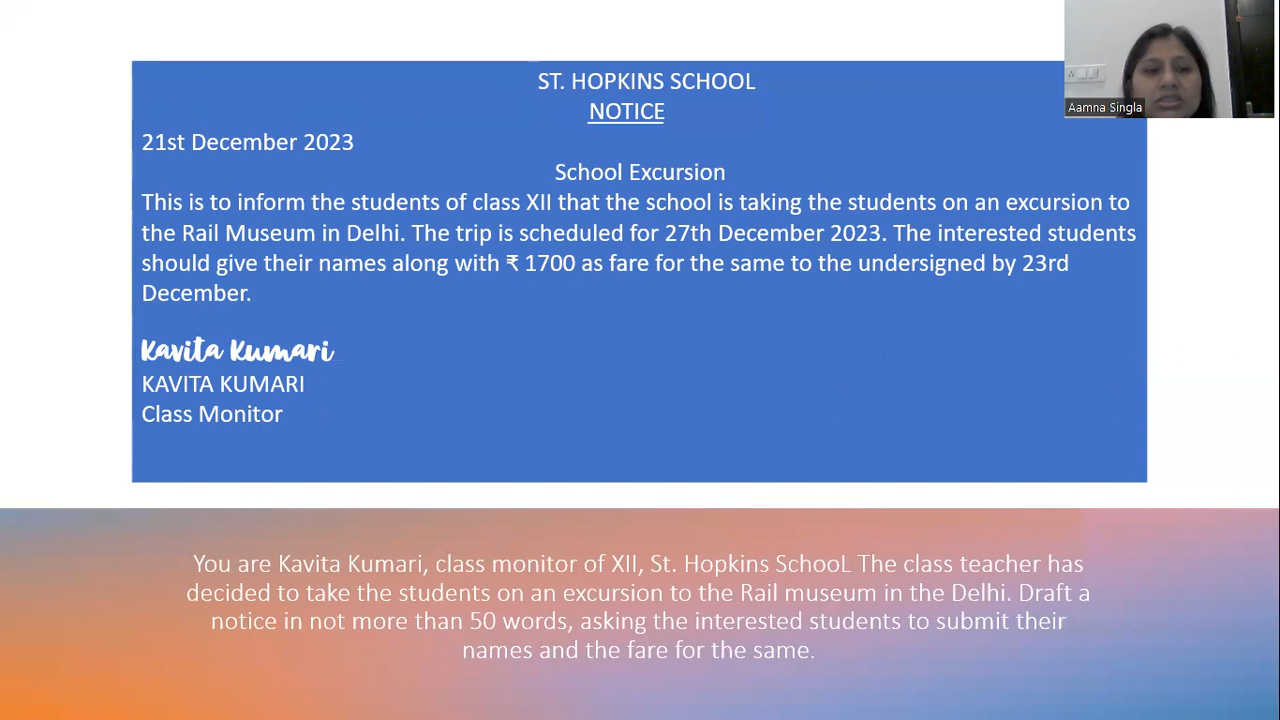 ST. HOPKINS SCHOOL
NOTICE
21st December 2023
School Excursion
This is to inform the students of class XII that the school is taking the students on an excursion to
the Rail Museum in Delhi. The trip is scheduled for 27th December 2023. The interested students
should give their names along with ₹ 1700 as fare for the same to the undersigned by 23rd
December.
Kavita Kumari
KAVITA KUMARI
Class Monitor
Aamna Singla
You are Kavita Kumari, class monitor of XII, St. Hopkins SchooL The class teacher has
decided to take the students on an excursion to the Rail museum in the Delhi. Draft a
notice in not more than 50 words, asking the interested students to submit their
names and the fare for the same.